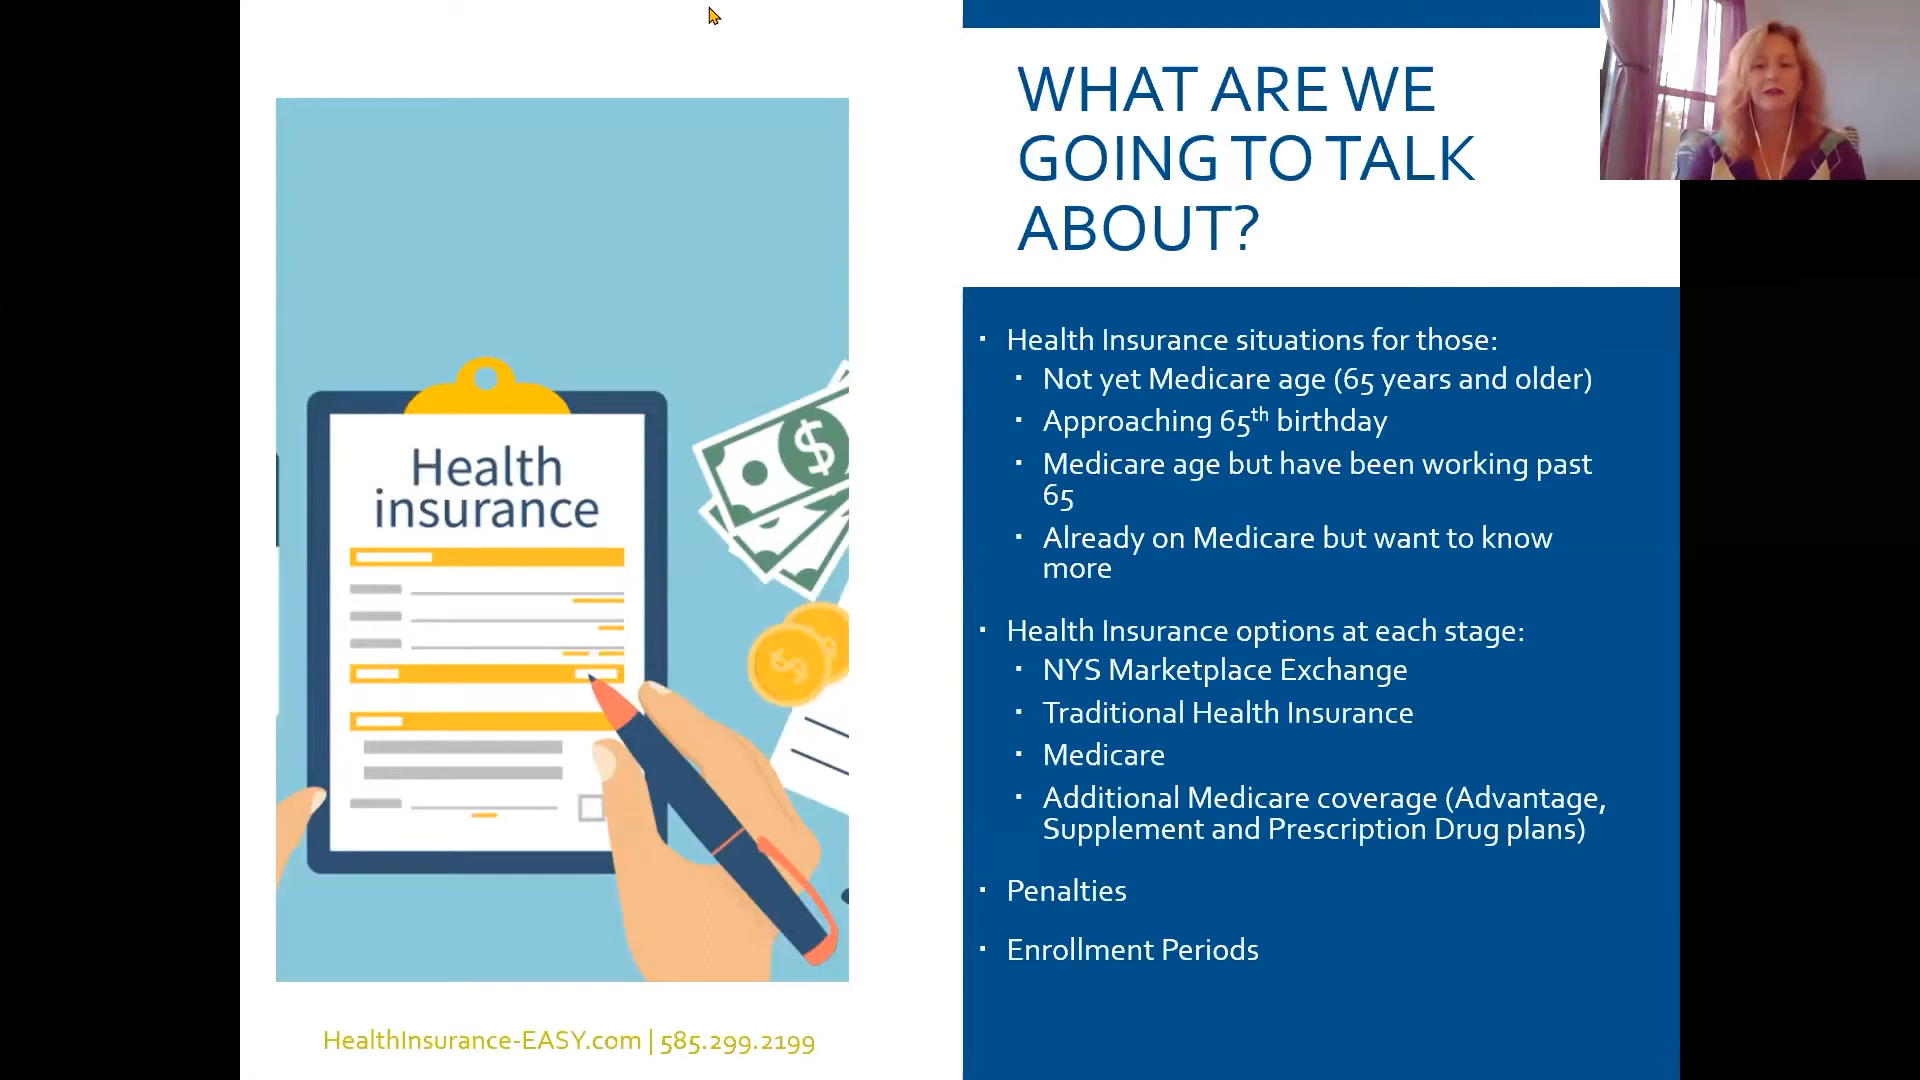 WHAT ARE WE
GOING TO TALK
ABOUT?
Health
insurance
▪ Health Insurance situations for those:
▪ Not yet Medicare age (65 years and older)
▪ Approaching 65th birthday
▪ Medicare age but have been working past
65
▪ Already on Medicare but want to know
more
▪ Health Insurance options at each stage:
▪ NYS Marketplace Exchange
▪ Traditional Health Insurance
▪ Medicare
▪ Additional Medicare coverage (Advantage,
Supplement and Prescription Drug plans)
▪ Penalties
▪ Enrollment Periods
HealthInsurance-EASY.com | 585.299.2199